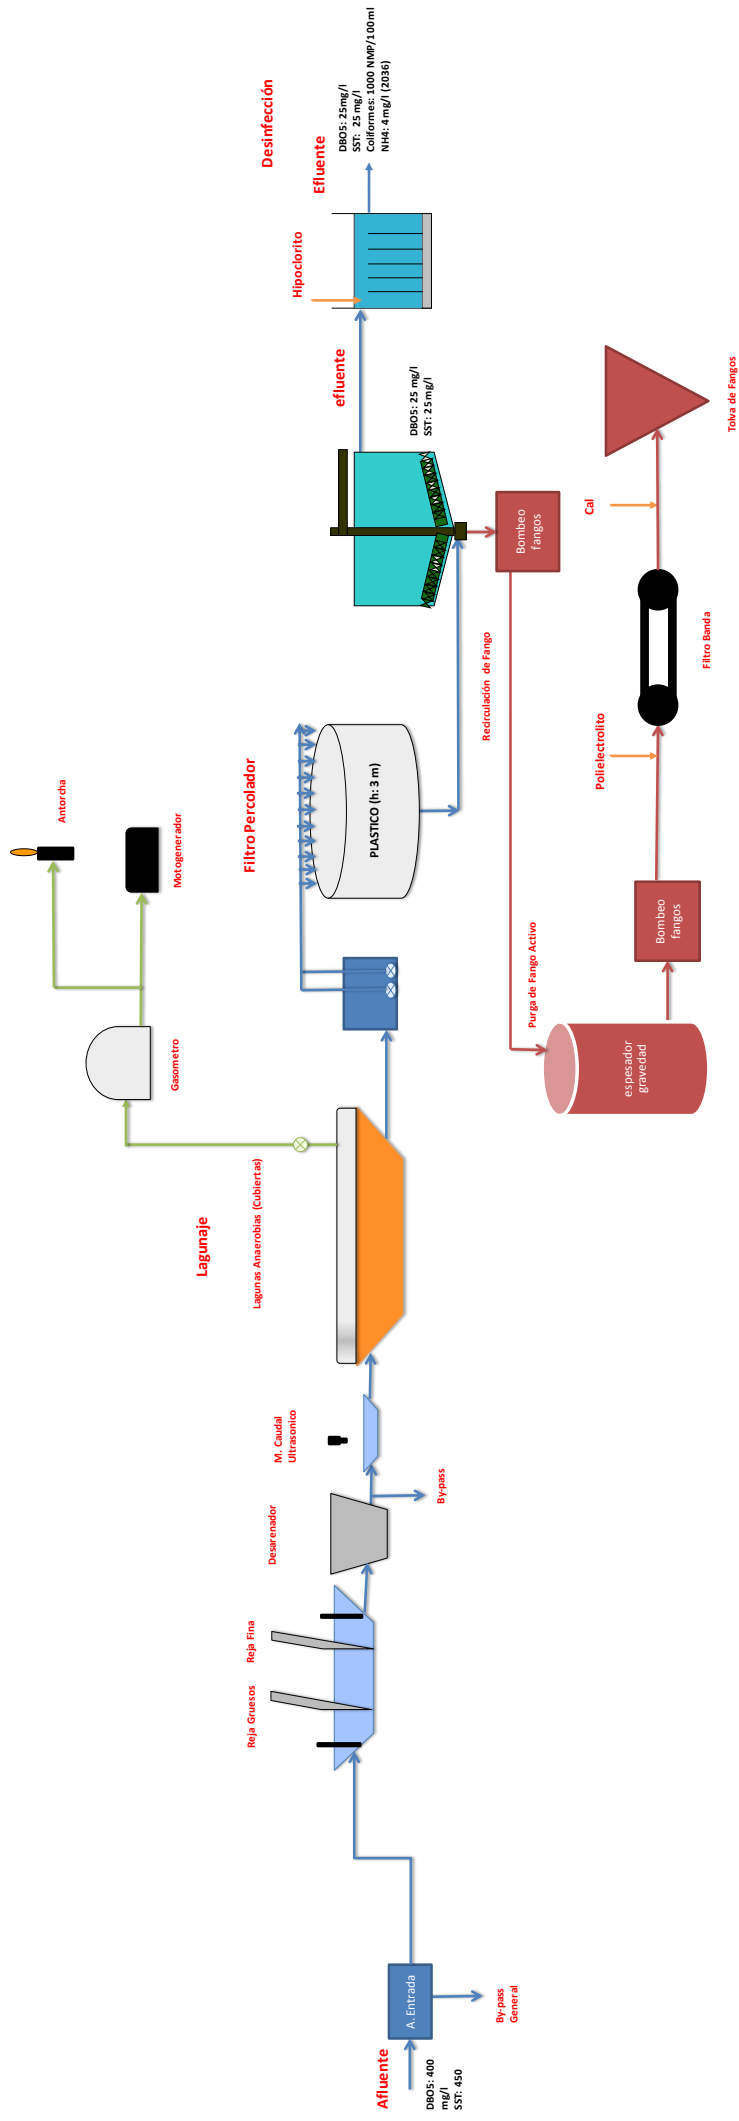 Afluente
DBO5: 400
mg/l
SST: 450
A. Entrada
By-pass
General
Reja Gruesos
Reja Fina
Desarenador
By-pass
M. Caudal
Ultrasonico
Lagunaje
Lagunas Anaerobias (Cubiertas)
Gasometro
Antorcha
Motogenerador
Filtro Percolador
PLASTICO (h: 3 m)
Recirculación de Fango
efluente
DBO5: 25 mg/l
SST: 25 mg/l
Hipoclorito
Desinfección
Efluente
DBO5: 25mg/l
SST: 25 mg/l
Coliformes: 1000 NMP/100ml
NH4: 4 mg/l (2036)
Bombeo
fangos
Purga de Fango Activo
espesador
gravedad
Bombeo
fangos
Polielectrolito
Filtro Banda
Cal
Tolva de Fangos